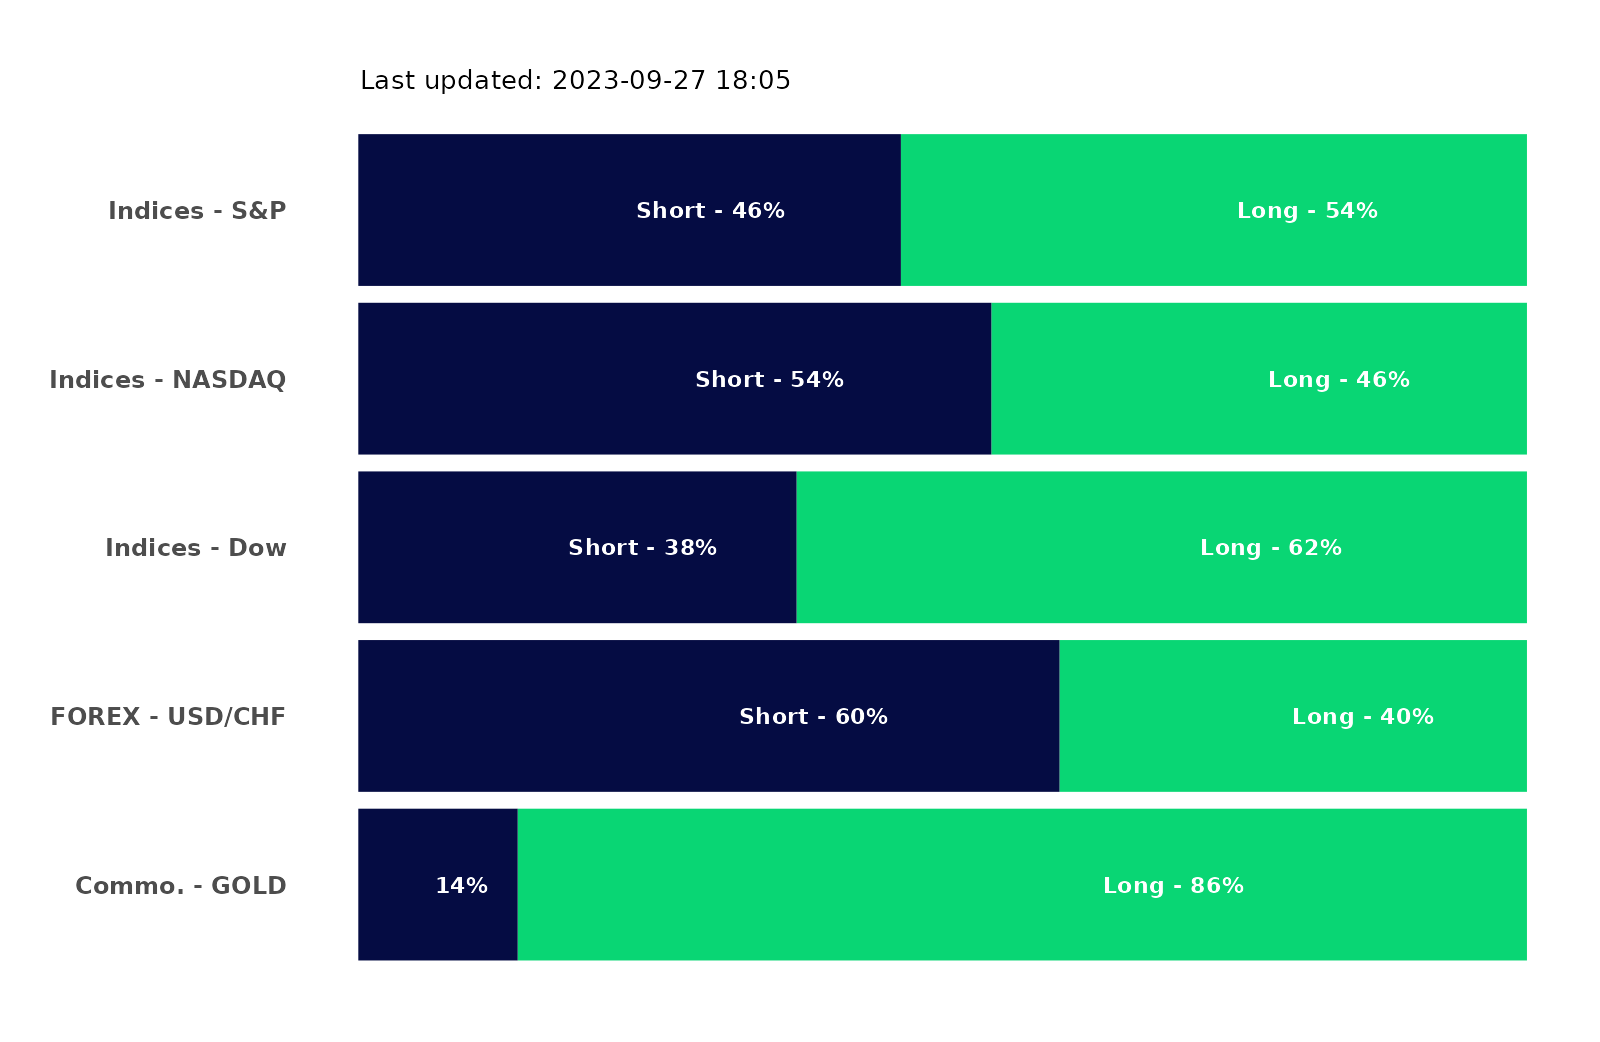 Last updated: 2023-09-27 18:05
Indices - S&P
Short - 46%
Long - 54%
Indices - NASDAQ
Short - 54%
Long - 46%
Indices - Dow
Short - 38%
Long - 62%
FOREX - USD/CHF
Short - 60%
Long - 40%
Commo. - GOLD
14%
Long - 86%